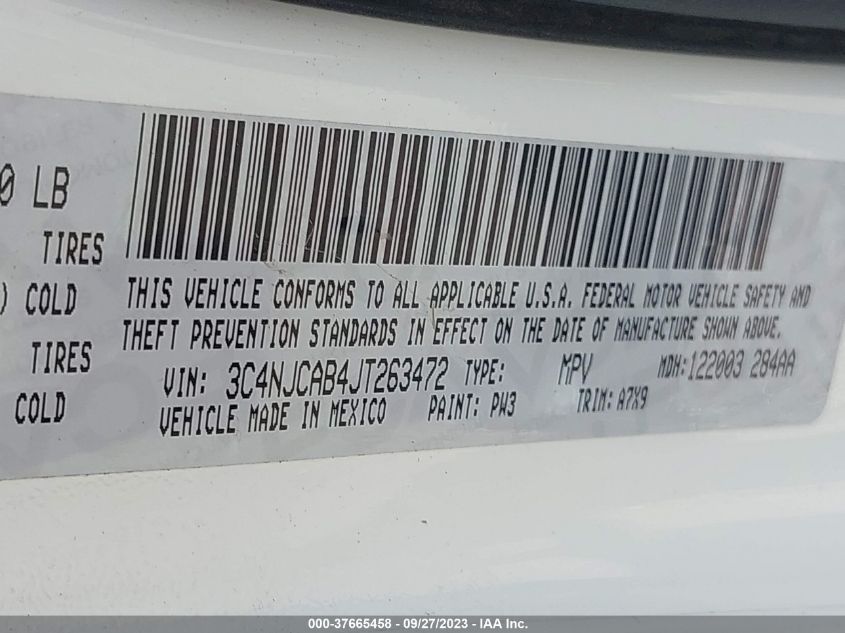 0 LB
TIRES
) COLD
TIRES
COLD
THIS VEHICLE CONFORMS TO ALL APPLICABLE U.S.A. FEDERAL MOTOR VEHICLE SAFETY AND
THEFT PREVENTION STANDARDS IN EFFECT ON THE DATE OF MANUFACTURE SHOWN ABOVE.
VIN: 3C4NJCAB4JT263472 TYPE: MPV MDH:122003 284AA
VEHICLE MADE IN MEXICO PAINT: PW3 TRIM: A7X9
000-37665458 - 09/27/2023 - IAA Inc.